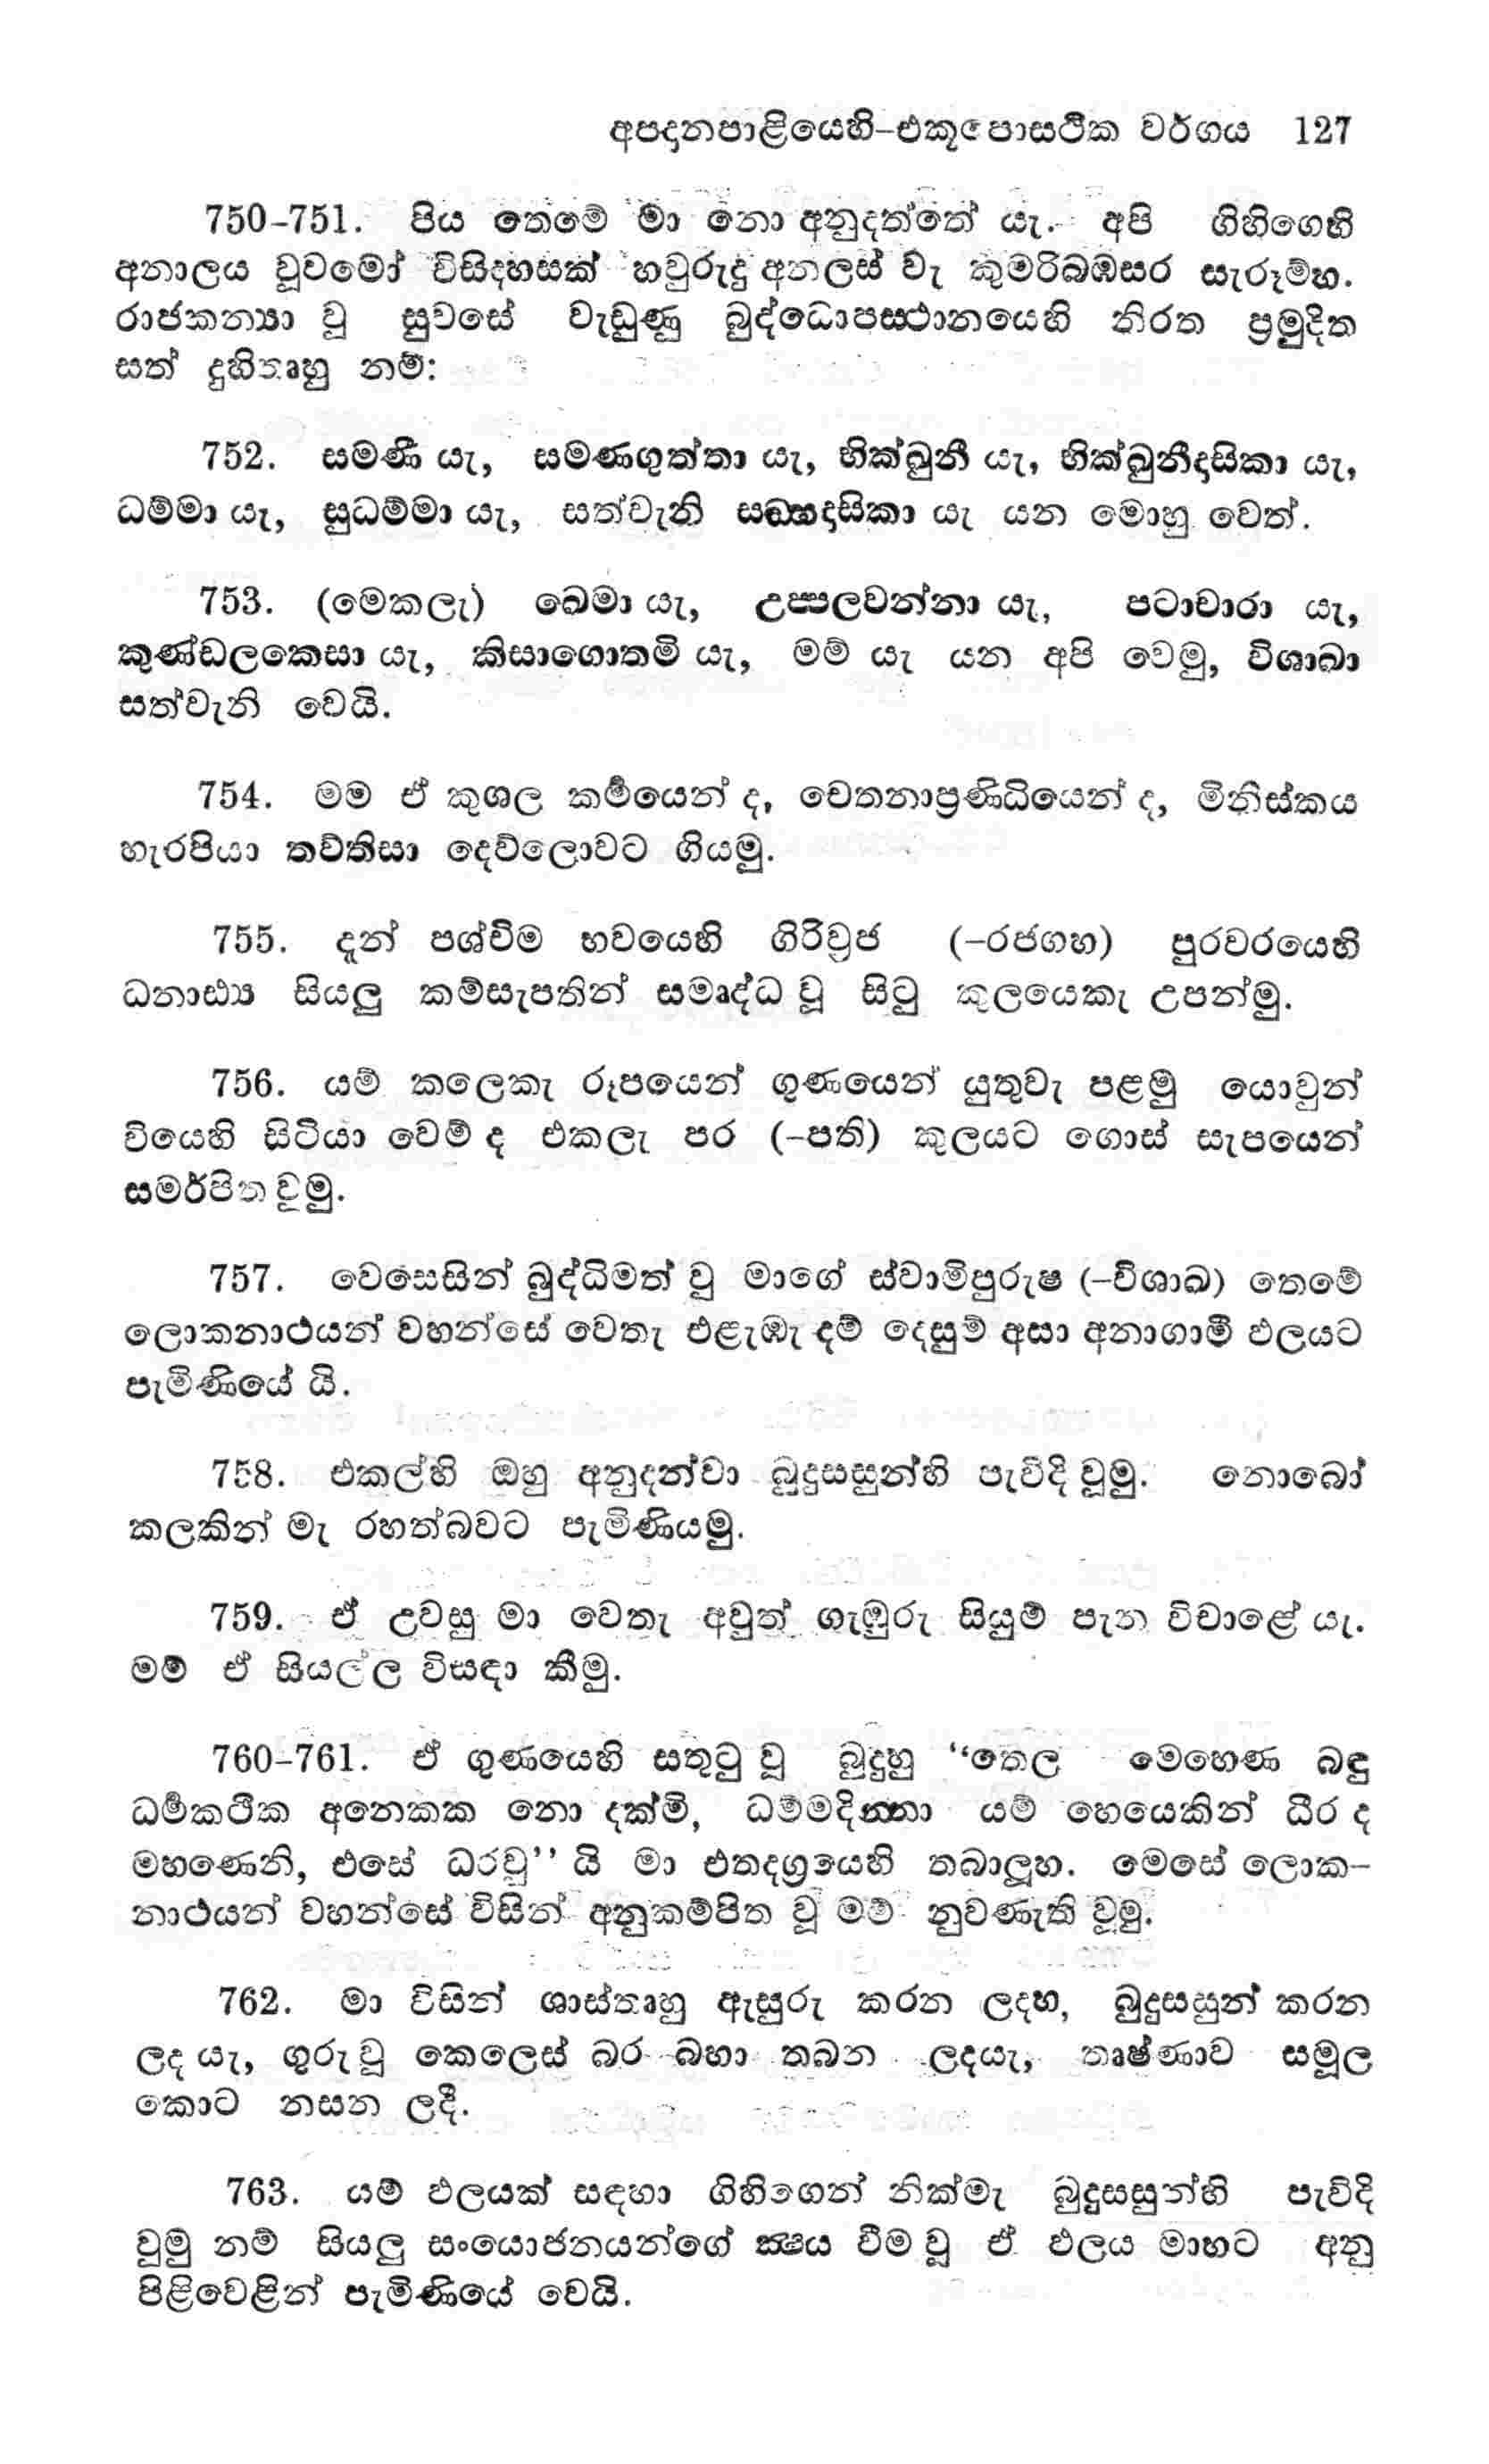 අපදානපාළියෙහි–එකූපොසථික වර්ගය 127
750-751. පිය තෙමේ මා නො අනුදත්තේ යැ. අපි ගිහිගෙහි
අනාලය වූවමෝ විසිදහසක් හවුරුදු අනලස් වැ කුමරිබඹසර සැරූම්හ.
රාජකන්‍යා වූ සුවසේ වැඩුණු බුද්ධොපස්ථානයෙහි නිරත ප්‍රමුදිත
සත් දුහිතෘහු නම්:
752. සමණී යැ, සමණගුත්තා යැ, භික්ඛුනී යැ, භික්ඛුනීදාසිකා යැ,
ධම්මා යැ, සුධම්මා යැ, සත්වැනි සඞ්ඝදාසිකා යැ යන මොහු වෙත්.
753. (මෙකලැ) ඛෙමා යැ, උප්පලවන්නා යැ, පටාචාරා යැ,
කුණ්ඩලකෙසා යැ, කිසාගොතමි යැ, මම් යැ යන අපි වෙමු, විශාඛා
සත්වැනි වෙයි.
754. මම ඒ කුශල කර්‍මයෙන් ද, චෙතනාප්‍රණිධියෙන් ද, මිනිස්කය
හැරපියා තව්තිසා දෙව්ලොවට ගියමු.
755. දැන් පශ්චිම භවයෙහි ගිරිව්‍රජ (–රජගහ) පුරවරයෙහි
ධනාඪ්‍ය සියලු කම්සැපතින් සමෘද්ධ වූ සිටු කුලයෙකැ උපන්මු.
756. යම් කලෙකැ රූපයෙන් ගුණයෙන් යුතුවැ පළමු යොවුන්
වියෙහි සිටියා වෙම් ද එකලැ පර (–පති) කුලයට ගොස් සැපයෙන්
සමර්පිත වූමු.
757. වෙසෙසින් බුද්ධිමත් වූ මාගේ ස්වාමිපුරුෂ (–විශාඛ) තෙමේ
ලොකනාථයන් වහන්සේ වෙතැ එළැඹැ දම් දෙසුම් අසා අනාගාමී ඵලයට
පැමිණියේ යි.
758. එකල්හි ඔහු අනුදන්වා බුදුසසුන්හි පැවිදි වූමු. නොබෝ
කලකින් මැ රහත්බවට පැමිණියමු.
759. ඒ උවසු මා වෙතැ අවුත් ගැඹුරු සියුම් පැන විචාළේ යැ.
මම් ඒ සියල්ල විසඳා කීමු.
760-761. ඒ ගුණයෙහි සතුටු වූ බුදුහු “තෙල මෙහෙණ බඳු
ධර්‍මකථික අනෙකක නො දක්මි, ධම්මදින්නා යම් හෙයෙකින් ධීර ද
මහණෙනි, එසේ ධරවු” යි මා එතදග්‍රයෙහි තබාලූහ. මෙසේ ලොක–
නාථයන් වහන්සේ විසින් අනුකම්පිත වූ මම් නුවණැති වූමු.
762. මා විසින් ශාස්තෘහු ඇසුරු කරන ලදහ, බුදුසසුන් කරන
ලද යැ, ගුරු වූ කෙලෙස් බර බහා තබන ලදයැ, තෘෂ්ණාව සමූල
කොට නසන ලදී.
763. යම් ඵලයක් සඳහා ගිහිගෙන් නික්මැ බුදුසසුන්හි පැවිදි
වූමු නම් සියලු සංයොජනයන්ගේ ක්‍ෂය වීම වූ ඒ ඵලය මාහට අනු
පිළිවෙළින් පැමිණියේ වෙයි.